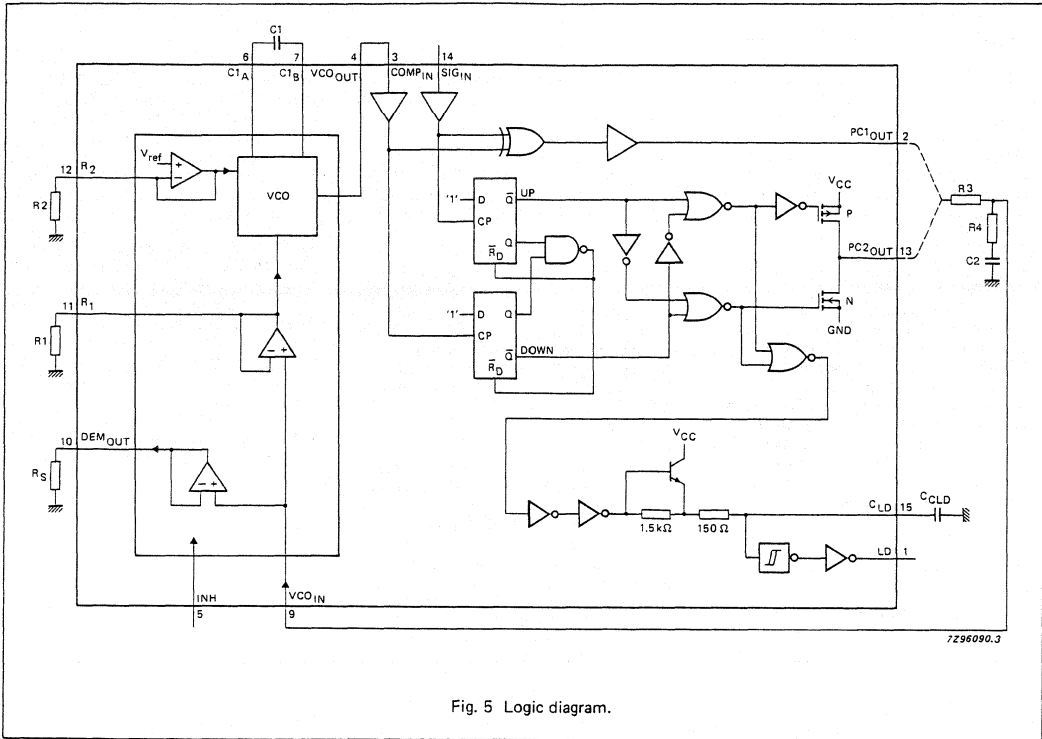 C1
6 7 4 3 14
C1A C1B VCOOUT COMPIN SIGIN
PC1OUT 2
Vref
+
−
12 R2
R2
VCO
VCC
R3
'1' D Q̅ UP
CP
P
R4
Q
R̅D
PC2OUT 13
C2
11 R1
R1
− +
N
'1' D Q
GND
CP
DOWN
Q̅
R̅D
10 DEMOUT
RS
− +
VCC
CLD 15 CCLD
1.5kΩ 150Ω
LD 1
INH VCOIN
5 9
7Z96090.3
Fig. 5 Logic diagram.